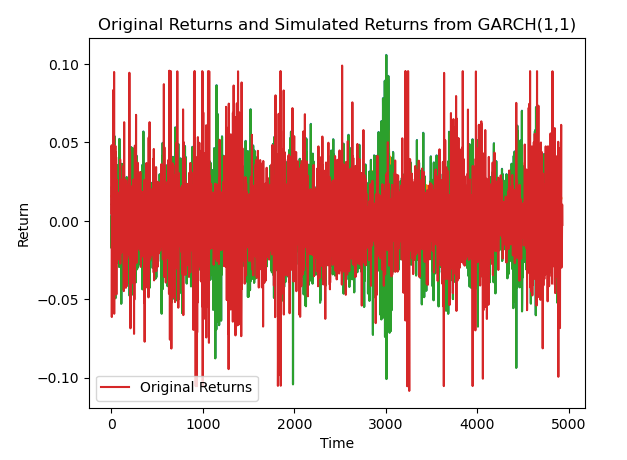 Original Returns and Simulated Returns from GARCH(1,1)
0.10
0.05
0.00
−0.05
−0.10
Return
Original Returns
0 1000 2000 3000 4000 5000
Time